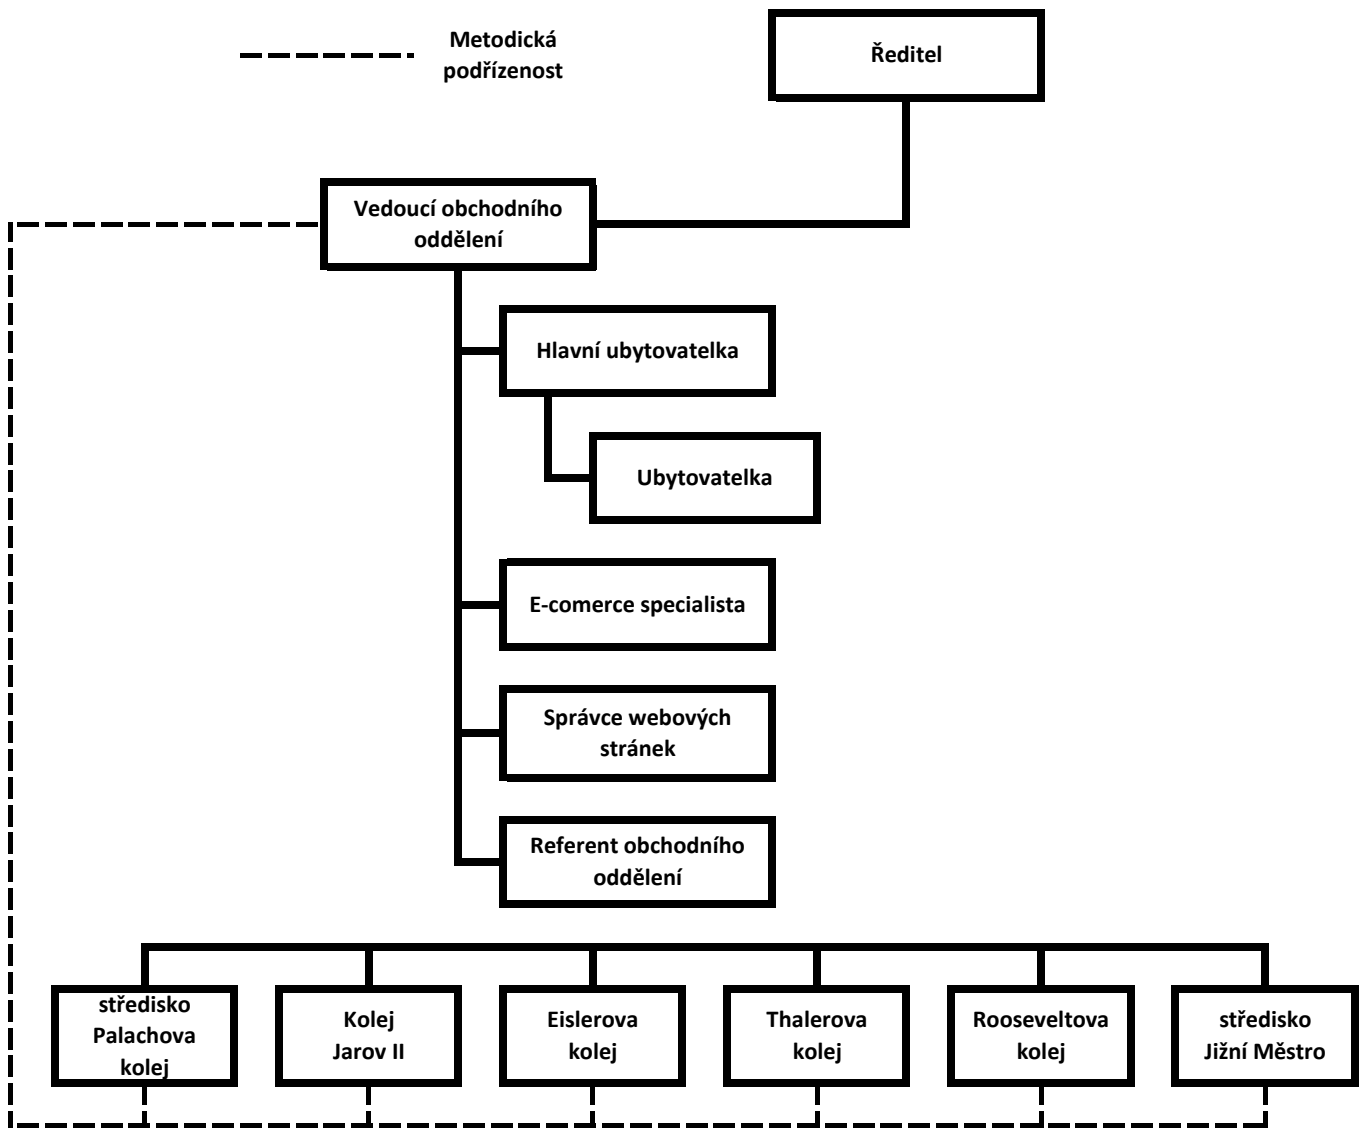 Metodická
podřízenost
Ředitel
Vedoucí obchodního
oddělení
Hlavní ubytovatelka
Ubytovatelka
E-comerce specialista
Správce webových
stránek
Referent obchodního
oddělení
středisko
Palachova
kolej
Kolej
Jarov II
Eislerova
kolej
Thalerova
kolej
Rooseveltova
kolej
středisko
Jižní Městro